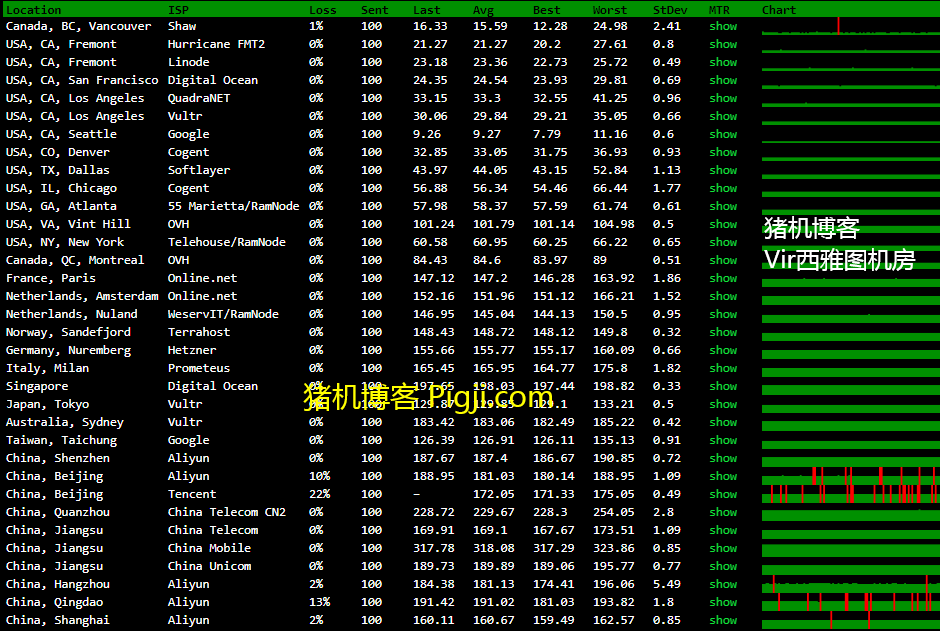 Location ISP Loss Sent Last Avg Best Worst StDev MTR Chart
Canada, BC, Vancouver Shaw 1% 100 16.33 15.59 12.28 24.98 2.41 show
USA, CA, Fremont Hurricane FMT2 0% 100 21.27 21.27 20.2 27.61 0.8 show
USA, CA, Fremont Linode 0% 100 23.18 23.36 22.73 25.72 0.49 show
USA, CA, San Francisco Digital Ocean 0% 100 24.35 24.54 23.93 29.81 0.69 show
USA, CA, Los Angeles QuadraNET 0% 100 33.15 33.3 32.55 41.25 0.96 show
USA, CA, Los Angeles Vultr 0% 100 30.06 29.84 29.21 35.05 0.66 show
USA, CA, Seattle Google 0% 100 9.26 9.27 7.79 11.16 0.6 show
USA, CO, Denver Cogent 0% 100 32.85 33.05 31.75 36.93 0.93 show
USA, TX, Dallas Softlayer 0% 100 43.97 44.05 43.15 52.84 1.13 show
USA, IL, Chicago Cogent 0% 100 56.88 56.34 54.46 66.44 1.77 show
USA, GA, Atlanta 55 Marietta/RamNode 0% 100 57.98 58.37 57.59 61.74 0.61 show
USA, VA, Vint Hill OVH 0% 100 101.24 101.79 101.14 104.98 0.5 show
猪机博客
USA, NY, New York Telehouse/RamNode 0% 100 60.58 60.95 60.25 66.22 0.65 show
Canada, QC, Montreal OVH 0% 100 84.43 84.6 83.97 89 0.51 show
Vir西雅图机房
France, Paris Online.net 0% 100 147.12 147.2 146.28 163.92 1.86 show
Netherlands, Amsterdam Online.net 0% 100 152.16 151.96 151.12 166.21 1.52 show
Netherlands, Nuland WeservIT/RamNode 0% 100 146.95 145.04 144.13 150.5 0.95 show
Norway, Sandefjord Terrahost 0% 100 148.43 148.72 148.12 149.8 0.32 show
Germany, Nuremberg Hetzner 0% 100 155.66 155.77 155.17 160.09 0.66 show
Italy, Milan Prometeus 0% 100 165.45 165.95 164.77 175.8 1.82 show
Singapore Digital Ocean 0% 100 197.65 198.03 197.44 198.82 0.33 show
猪机博客 Pigji.com
Japan, Tokyo Vultr 100 129.87 133.21 0.5 show
Australia, Sydney Vultr 0% 100 183.42 183.06 182.49 185.22 0.42 show
Taiwan, Taichung Google 0% 100 126.39 126.91 126.11 135.13 0.91 show
China, Shenzhen Aliyun 0% 100 187.67 187.4 186.67 190.85 0.72 show
China, Beijing Aliyun 10% 100 188.95 181.03 180.14 188.95 1.09 show
China, Beijing Tencent 22% 100 – 172.05 171.33 175.05 0.49 show
China, Quanzhou China Telecom CN2 0% 100 228.72 229.67 228.3 254.05 2.8 show
China, Jiangsu China Telecom 0% 100 169.91 169.1 167.67 173.51 1.09 show
China, Jiangsu China Mobile 0% 100 317.78 318.08 317.29 323.86 0.85 show
China, Jiangsu China Unicom 0% 100 189.73 189.89 189.06 195.77 0.77 show
China, Hangzhou Aliyun 2% 100 184.38 181.13 174.41 196.06 5.49 show
China, Qingdao Aliyun 13% 100 191.42 191.02 181.03 193.82 1.8 show
China, Shanghai Aliyun 2% 100 160.11 160.67 159.49 162.57 0.85 show